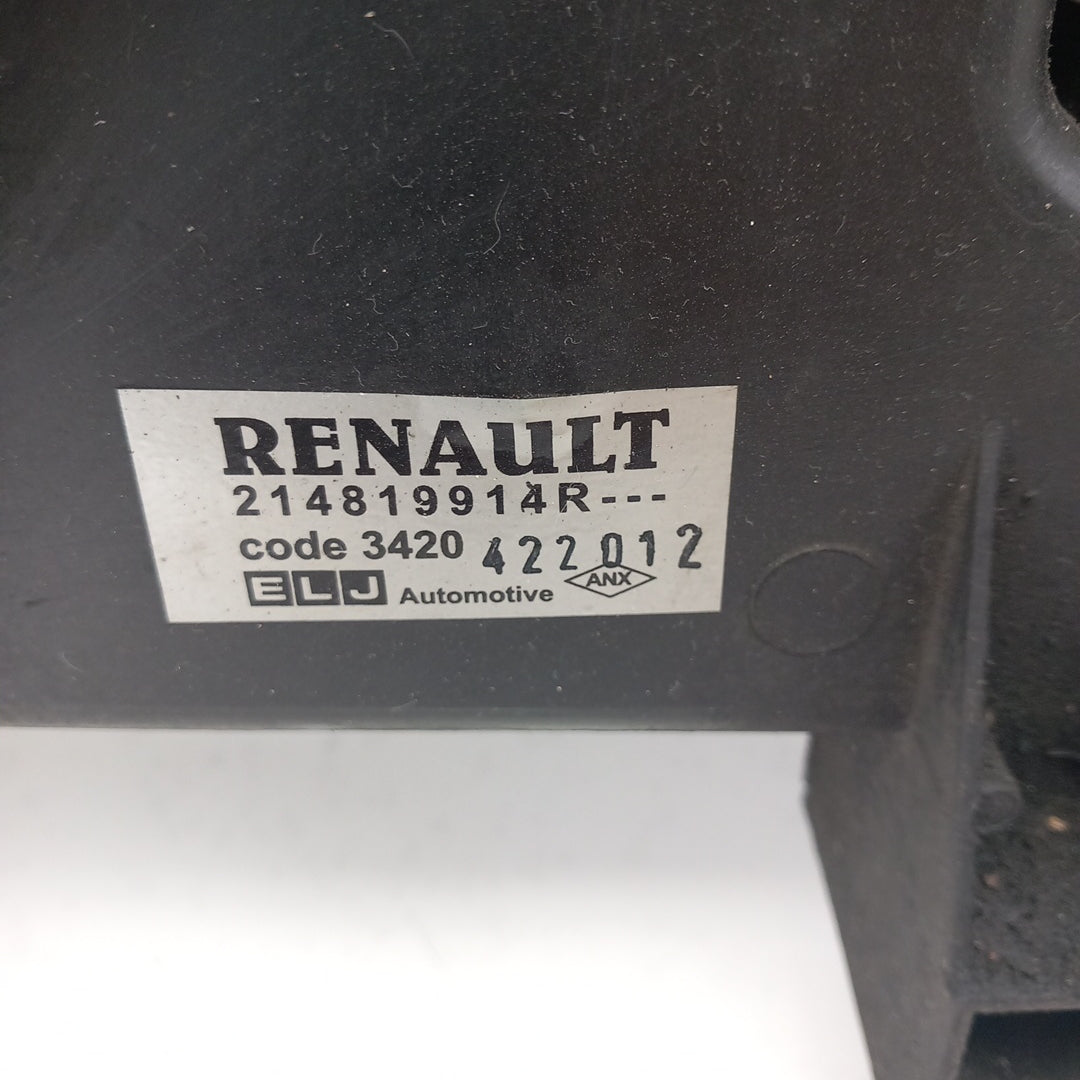 RENAULT
214819914R---
code 3420 422012
ELJ Automotive ANX